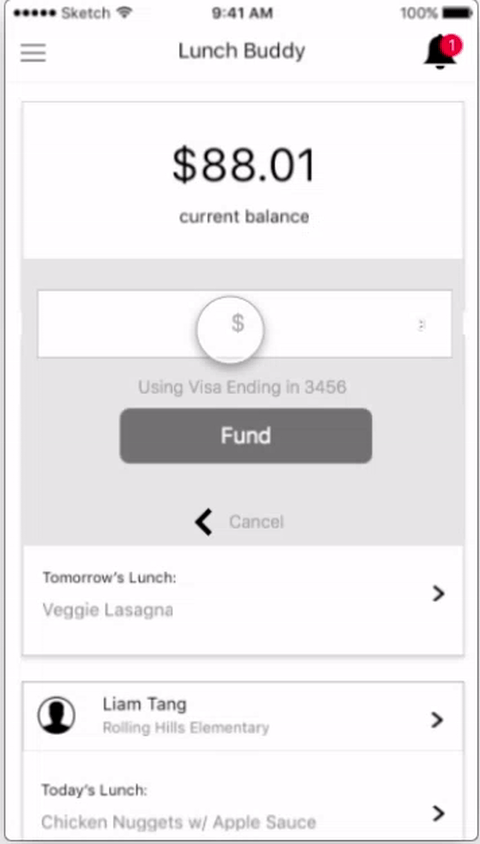 Sketch 9:41 AM 100%
Lunch Buddy 1
$88.01
current balance
$
Using Visa Ending in 3456
Fund
Cancel
Tomorrow's Lunch:
Veggie Lasagna
Liam Tang
Rolling Hills Elementary
Today's Lunch:
Chicken Nuggets w/ Apple Sauce